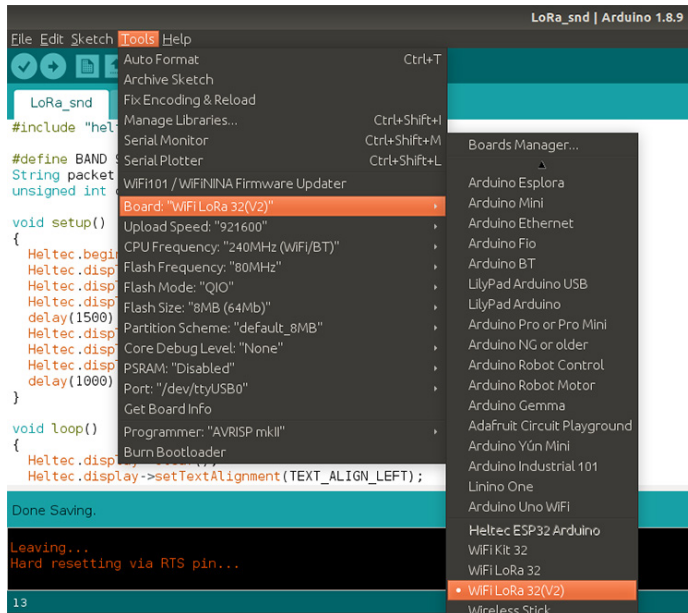 LoRa_snd | Arduino 1.8.9
File Edit Sketch Tools Help
LoRa_snd
#include "hel
#define BAND
String packet
unsigned int
void setup()
{
Heltec.begi
Heltec.disp
Heltec.disp
Heltec.disp
delay(1500)
Heltec.disp
Heltec.disp
Heltec.disp
delay(1000)
}
void loop()
{
Heltec.disp
Heltec.display->setTextAlignment(TEXT_ALIGN_LEFT);
Auto Format Ctrl+T
Archive Sketch
Fix Encoding & Reload
Manage Libraries... Ctrl+Shift+I
Serial Monitor Ctrl+Shift+M
Serial Plotter Ctrl+Shift+L
WiFi101 / WiFiNINA Firmware Updater
Board: "WiFi LoRa 32(V2)"
Upload Speed: "921600"
CPU Frequency: "240MHz (WiFi/BT)"
Flash Frequency: "80MHz"
Flash Mode: "QIO"
Flash Size: "8MB (64Mb)"
Partition Scheme: "default_8MB"
Core Debug Level: "None"
PSRAM: "Disabled"
Port: "/dev/ttyUSB0"
Get Board Info
Programmer: "AVRISP mkII"
Burn Bootloader
Boards Manager...
Arduino Esplora
Arduino Mini
Arduino Ethernet
Arduino Fio
Arduino BT
LilyPad Arduino USB
LilyPad Arduino
Arduino Pro or Pro Mini
Arduino NG or older
Arduino Robot Control
Arduino Robot Motor
Arduino Gemma
Adafruit Circuit Playground
Arduino Yún Mini
Arduino Industrial 101
Linino One
Arduino Uno WiFi
Heltec ESP32 Arduino
WiFi Kit 32
WiFi LoRa 32
WiFi LoRa 32(V2)
Wireless Stick
Done Saving.
Leaving...
Hard resetting via RTS pin...
13